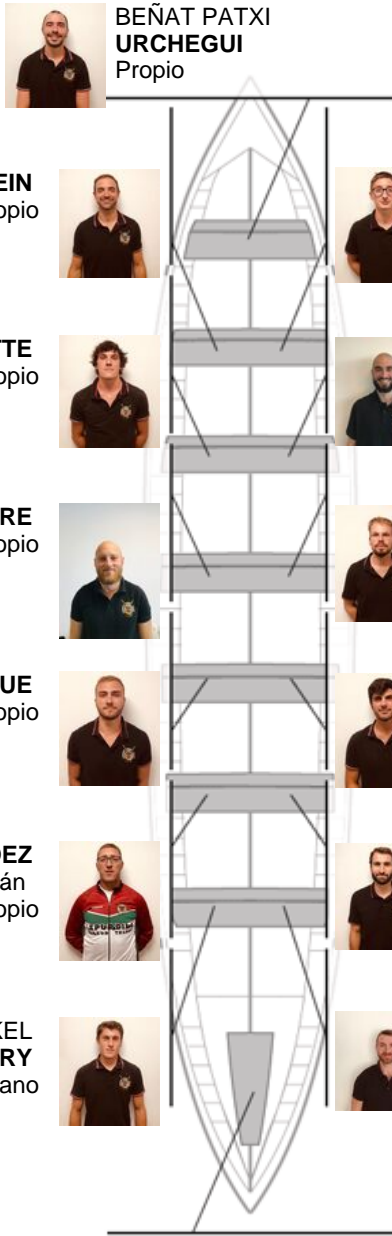 BEÑAT PATXI
URCHEGUI
Propio
EIN
opio
TTE
opio
RE
opio
UE
opio
DEZ
án
opio
KEL
RY
ano